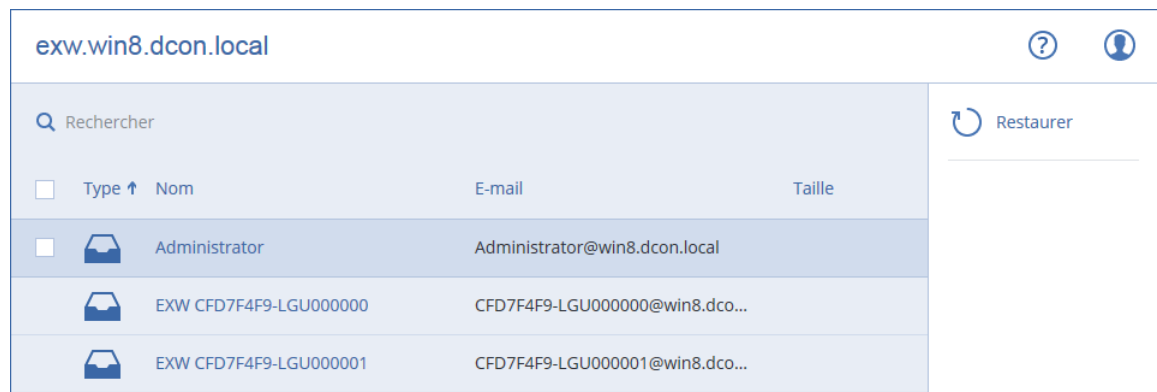 exw.win8.dcon.local
Rechercher
Restaurer
Type Nom E-mail Taille
Administrator Administrator@win8.dcon.local
EXW CFD7F4F9-LGU000000 CFD7F4F9-LGU000000@win8.dco...
EXW CFD7F4F9-LGU000001 CFD7F4F9-LGU000001@win8.dco...